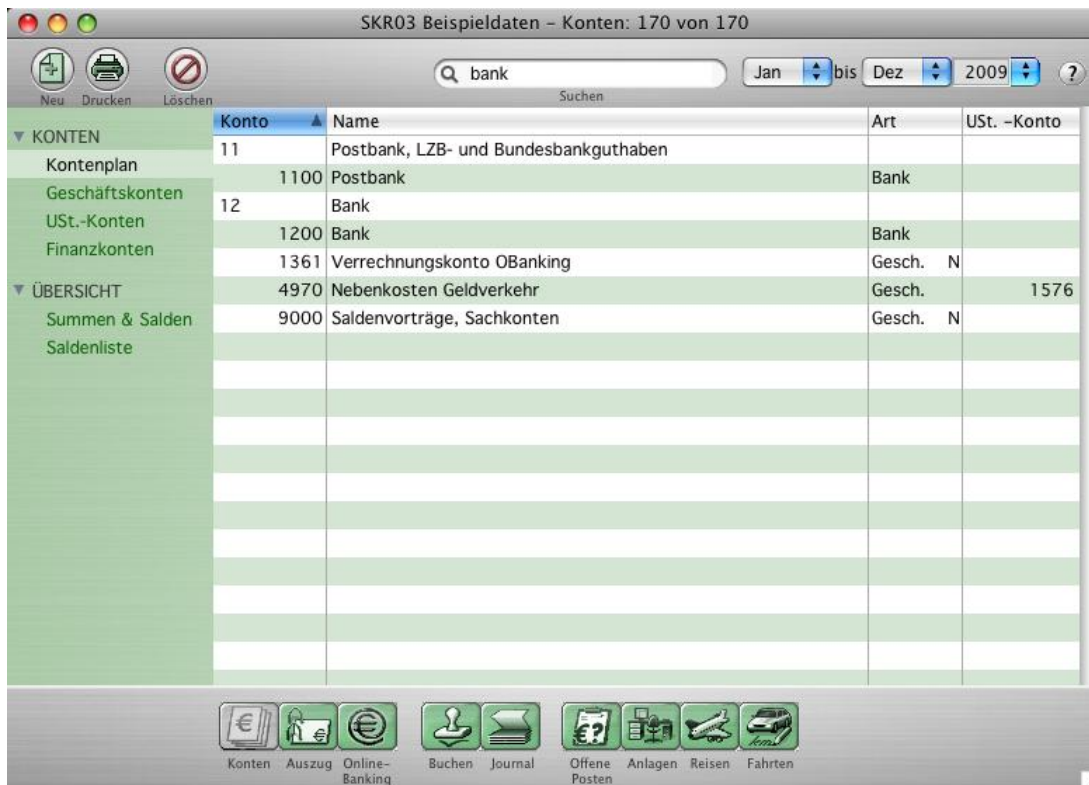 SKR03 Beispieldaten – Konten: 170 von 170
bank
Jan bis Dez 2009 ?
Neu Drucken Löschen
Suchen
KONTEN
Kontenplan
Geschäftskonten
USt.-Konten
Finanzkonten
ÜBERSICHT
Summen & Salden
Saldenliste
Konto Name Art USt. -Konto
11 Postbank, LZB- und Bundesbankguthaben
1100 Postbank Bank
12 Bank
1200 Bank Bank
1361 Verrechnungskonto OBanking Gesch. N
4970 Nebenkosten Geldverkehr Gesch. 1576
9000 Saldenvorträge, Sachkonten Gesch. N
Konten Auszug Online-
Banking
Buchen Journal
Offene
Posten
Anlagen Reisen Fahrten